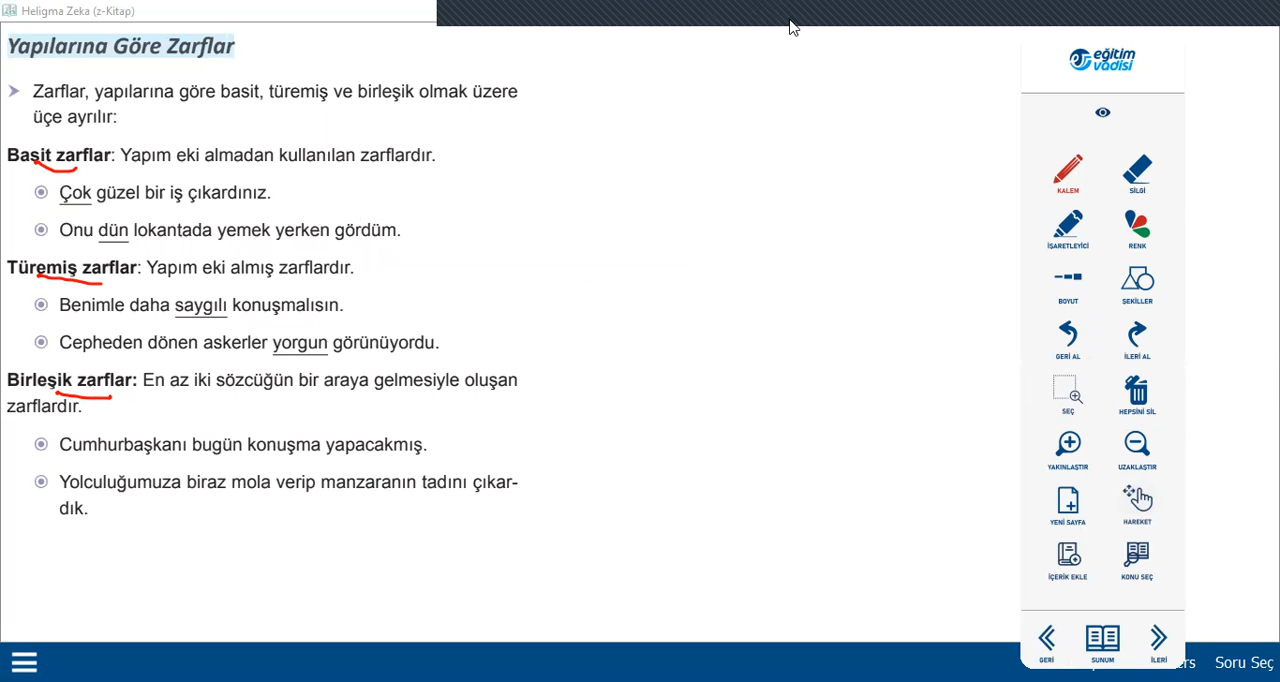 Heligma Zeka (z-Kitap)
Yapılarına Göre Zarflar
Zarflar, yapılarına göre basit, türemiş ve birleşik olmak üzere
üçe ayrılır:
Basit zarflar: Yapım eki almadan kullanılan zarflardır.
Çok güzel bir iş çıkardınız.
Onu dün lokantada yemek yerken gördüm.
Türemiş zarflar: Yapım eki almış zarflardır.
Benimle daha saygılı konuşmalısın.
Cepheden dönen askerler yorgun görünüyordu.
Birleşik zarflar: En az iki sözcüğün bir araya gelmesiyle oluşan
zarflardır.
Cumhurbaşkanı bugün konuşma yapacakmış.
Yolculuğumuza biraz mola verip manzaranın tadını çıkar-
dık.
eğitim
vadisi
KALEM SİLGİ
İŞARETLEYİCİ RENK
BOYUT ŞEKİLLER
GERİ AL İLERİ AL
SEÇ HEPSİNİ SİL
YAKINLAŞTIR UZAKLAŞTIR
YENİ SAYFA HAREKET
İÇERİK EKLE KONU SEÇ
GERİ SUNUM İLERİ
Soru Seç